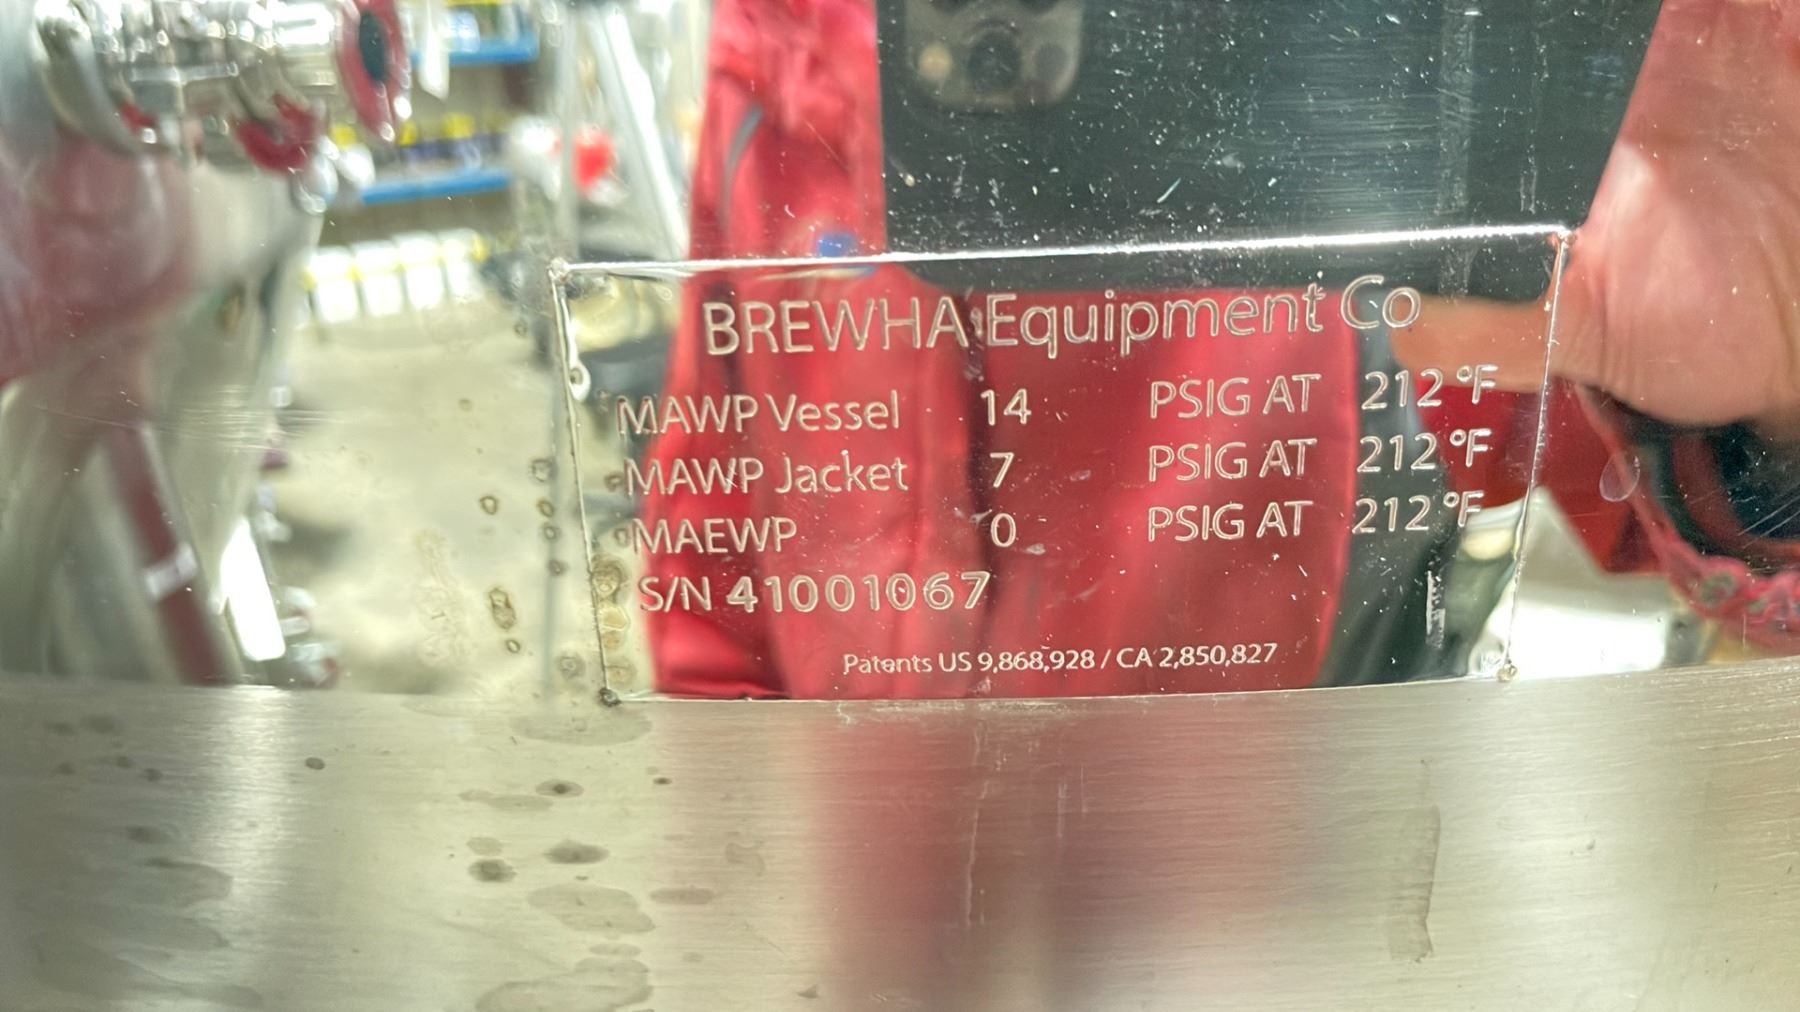 BREWHA Equipment Co
MAWP Vessel 14 PSIG AT 212°F
MAWP Jacket 7 PSIG AT 212°F
MAEWP 0 PSIG AT 212°F
S/N 41001067
Patents US 9,868,928 / CA 2,850,827